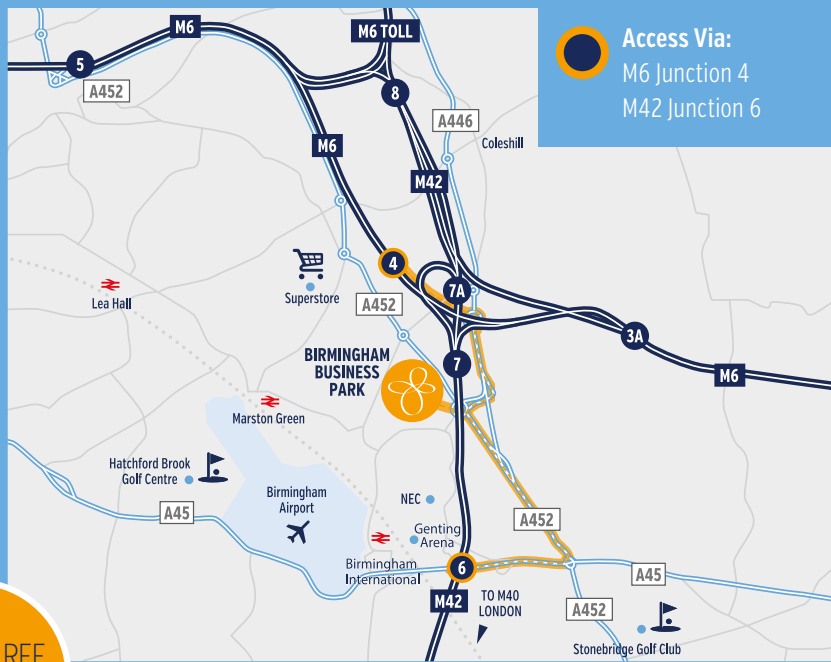 M6
M6 TOLL
5
A452
8
Access Via:
M6 Junction 4
M42 Junction 6
A446
Coleshill
M6
M42
4
7A
Superstore
A452
Lea Hall
3A
BIRMINGHAM
BUSINESS
PARK
7
M6
Marston Green
Hatchford Brook
Golf Centre
Birmingham
Airport
NEC
A45
A452
Genting
Arena
Birmingham
International
6
A45
M42
TO M40
LONDON
A452
Stonebridge Golf Club